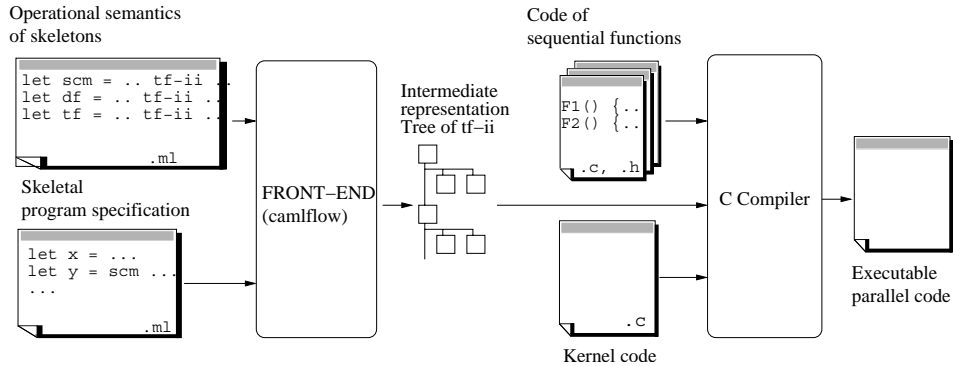 Operational semantics
of skeletons
let scm = .. tf-ii ..
let df = .. tf-ii ..
let tf = .. tf-ii ..
.ml
Skeletal
program specification
let x = ...
let y = scm ...
...
.ml
FRONT−END
(camlflow)
Intermediate
representation
Tree of tf−ii
Code of
sequential functions
F1() {..
F2() {..
.c, .h
.c
Kernel code
C Compiler
Executable
parallel code